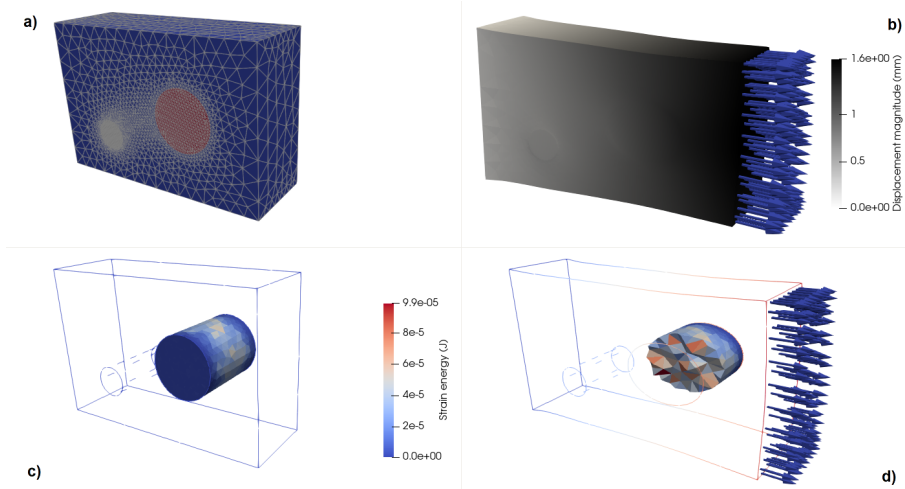 a)
b)
1.6e+00
1
0.5
0.0e+00
Displacement magnitude (mm)
c)
9.9e-05
8e-5
6e-5
4e-5
2e-5
0.0e+00
Strain energy (J)
d)